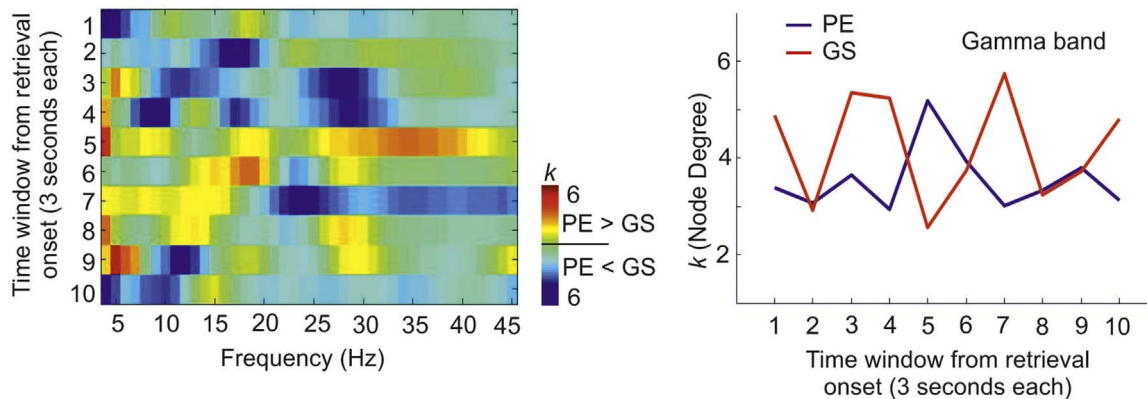 Time window from retrieval
onset (3 seconds each)
1
2
3
4
5
6
7
8
9
10
5 10 15 20 25 30 35 40 45
Frequency (Hz)
k
6
PE > GS
PE < GS
6
PE
GS
Gamma band
k (Node Degree)
6
4
2
1 2 3 4 5 6 7 8 9 10
Time window from retrieval
onset (3 seconds each)